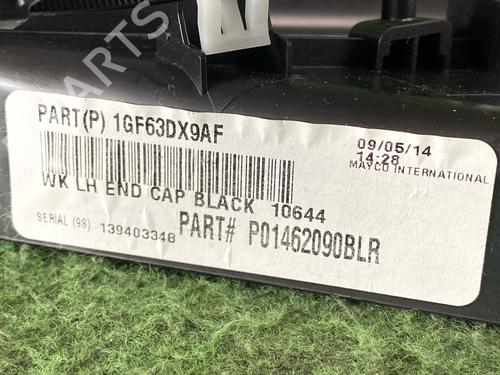 PARTS
PART(P) 1GF63DX9AF
09/05/14
14:28
MAYCO INTERNATIONAL
WK LH END CAP BLACK 10644
SERIAL (9S) 139403348
PART# P01462090BLR